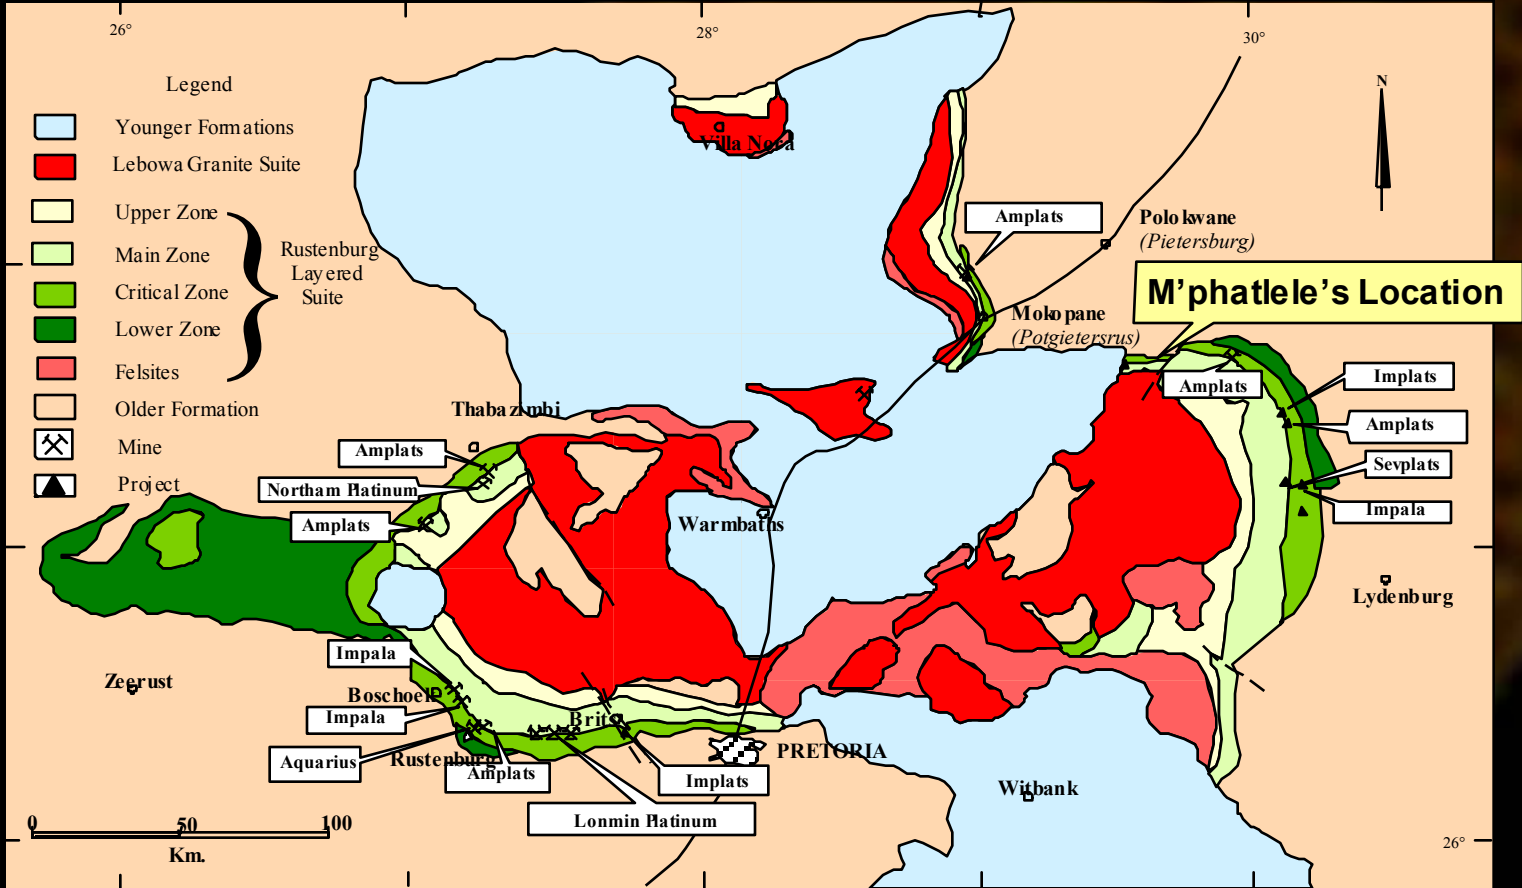 26°
28°
30°
Legend
Younger Formations
Lebowa Granite Suite
Upper Zone
Main Zone
Critical Zone
Lower Zone
Felsites
Rustenburg
Layered
Suite
Older Formation
Mine
Project
N
Villa Nora
Amplats
Polokwane
(Pietersburg)
M'phatlele's Location
Mokopane
(Potgietersrus)
Amplats
Implats
Amplats
Sevplats
Impala
Thabazimbi
Amplats
Northam Platinum
Amplats
Warmbaths
Lydenburg
Impala
Zeerust
Boschoek
Impala
Brits
Aquarius
Rustenburg
Amplats
PRETORIA
Implats
Witbank
Lonmin Platinum
0 50 100
Km.
26°